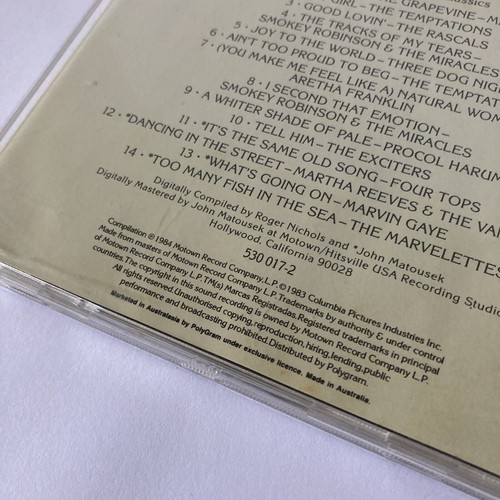 GRAPEVINE – M
GIRL – THE TEMPTATIONS
3 • GOOD LOVIN' – THE RASCALS
4 • THE TRACKS OF MY TEARS –
SMOKEY ROBINSON & THE MIRACLES
5 • JOY TO THE WORLD – THREE DOG NIG
6 • AIN'T TOO PROUD TO BEG – THE TEMPTAT
7 • (YOU MAKE ME FEEL LIKE A) NATURAL WOM
ARETHA FRANKLIN
8 • I SECOND THAT EMOTION –
SMOKEY ROBINSON & THE MIRACLES
9 • A WHITER SHADE OF PALE – PROCOL HARUM
10 • TELL HIM – THE EXCITERS
11 • *IT'S THE SAME OLD SONG – FOUR TOPS
12 • *DANCING IN THE STREET – MARTHA REEVES & THE VAN
13 • *WHAT'S GOING ON – MARVIN GAYE
14 • *TOO MANY FISH IN THE SEA – THE MARVELETTES
Digitally Compiled by Roger Nichols and *John Matousek
Digitally Mastered by John Matousek at Motown/Hitsville USA Recording Studio
Hollywood, California 90028
530 017-2
Compilation ℗ 1984 Motown Record Company L.P. ©1983 Columbia Pictures Industries Inc.
Made from masters of Motown Record Company L.P. Trademarks by authority & under control
of Motown Record Company L.P. TM(s) Marcas Registradas. Registered trademarks in principal
countries. The copyright in this sound recording is owned by Motown Record Company L.P.
All rights reserved. Unauthorised copying, reproduction, hiring, lending, public
performance and broadcasting prohibited. Distributed by Polygram.
Marketed in Australasia by PolyGram under exclusive licence. Made in Australia.